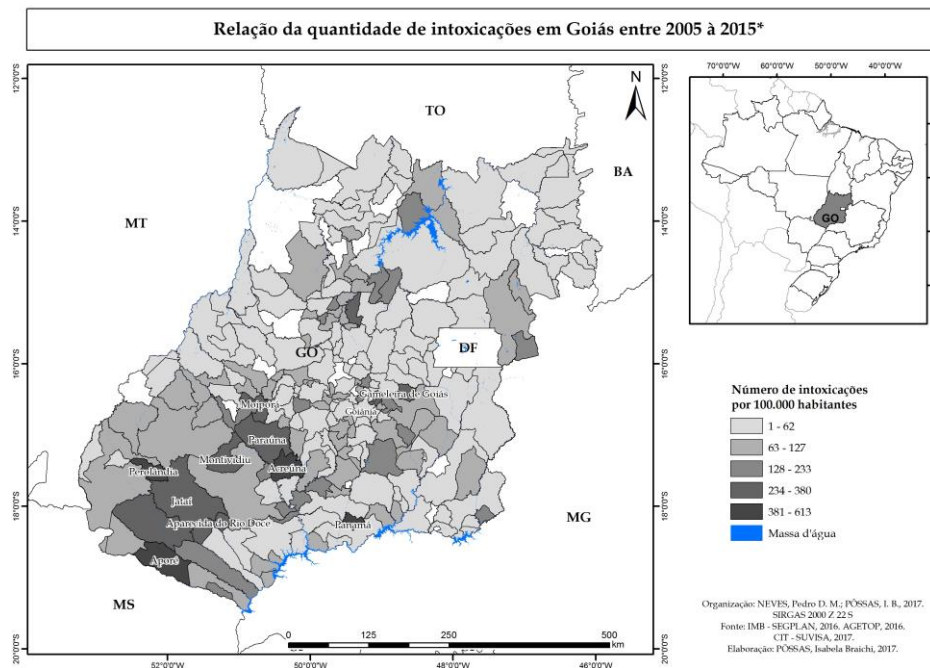 Relação da quantidade de intoxicações em Goiás entre 2005 à 2015*
70°0'0"W 60°0'0"W 50°0'0"W 40°0'0"W
12°0'0"S
14°0'0"S
16°0'0"S
18°0'0"S
20°0'0"S
12°0'0"S
14°0'0"S
16°0'0"S
18°0'0"S
20°0'0"S
N
TO
BA
MT
GO
DF
MG
MS
Moiporá
Gameleira de Goiás
Goiânia
Paraúna
Acreúna
Montividiu
Perolândia
Jataí
Aparecida do Rio Doce
Panamá
Aporé
GO
Número de intoxicações
por 100.000 habitantes
1 - 62
63 - 127
128 - 233
234 - 380
381 - 613
Massa d'água
0 125 250 500
km
52°0'0"W 50°0'0"W 48°0'0"W 46°0'0"W
Organização: NEVES, Pedro D. M.; PÔSSAS, I. B., 2017.
SIRGAS 2000 Z 22 S
Fonte: IMB - SEGPLAN, 2016. AGETOP, 2016.
CIT - SUVISA, 2017.
Elaboração: PÔSSAS, Isabela Braichi, 2017.